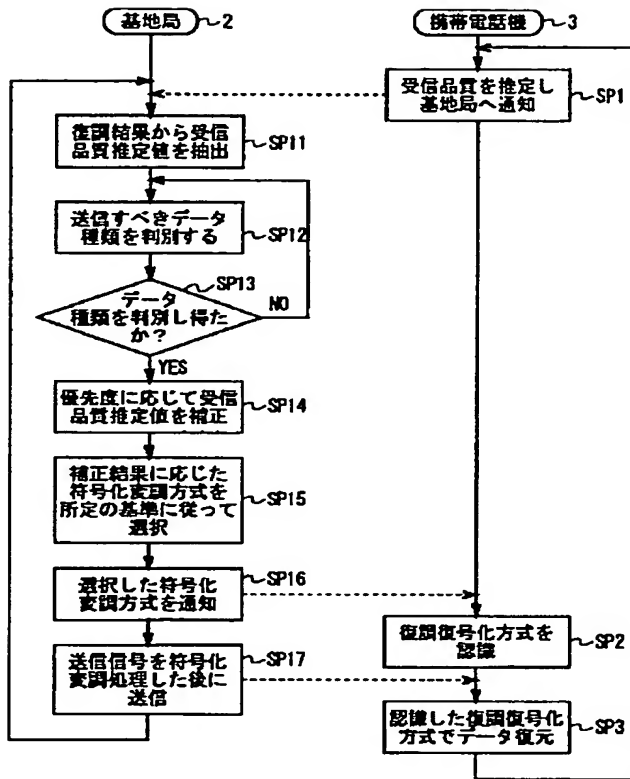 基地局
2
携帯電話機
3
受信品質を推定し
基地局へ通知
SP1
復調結果から受信
品質推定値を抽出
SP11
送信すべきデータ
種類を判別する
SP12
SP13
データ
種類を判別し得た
か？
NO
YES
優先度に応じて受信
品質推定値を補正
SP14
補正結果に応じた
符号化変調方式を
所定の基準に従って
選択
SP15
選択した符号化
変調方式を通知
SP16
復調復号化方式を
認識
SP2
送信信号を符号化
変調処理した後に
送信
SP17
認識した復調復号化
方式でデータ復元
SP3